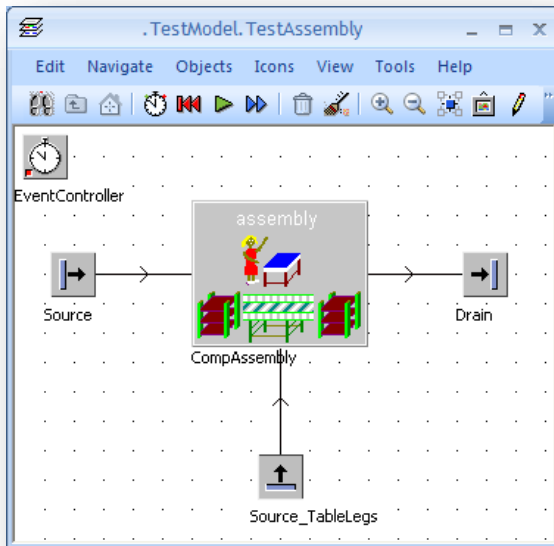 .TestModel.TestAssembly
Edit Navigate Objects Icons View Tools Help
EventController
assembly
Source
Drain
CompAssembly
Source_TableLegs